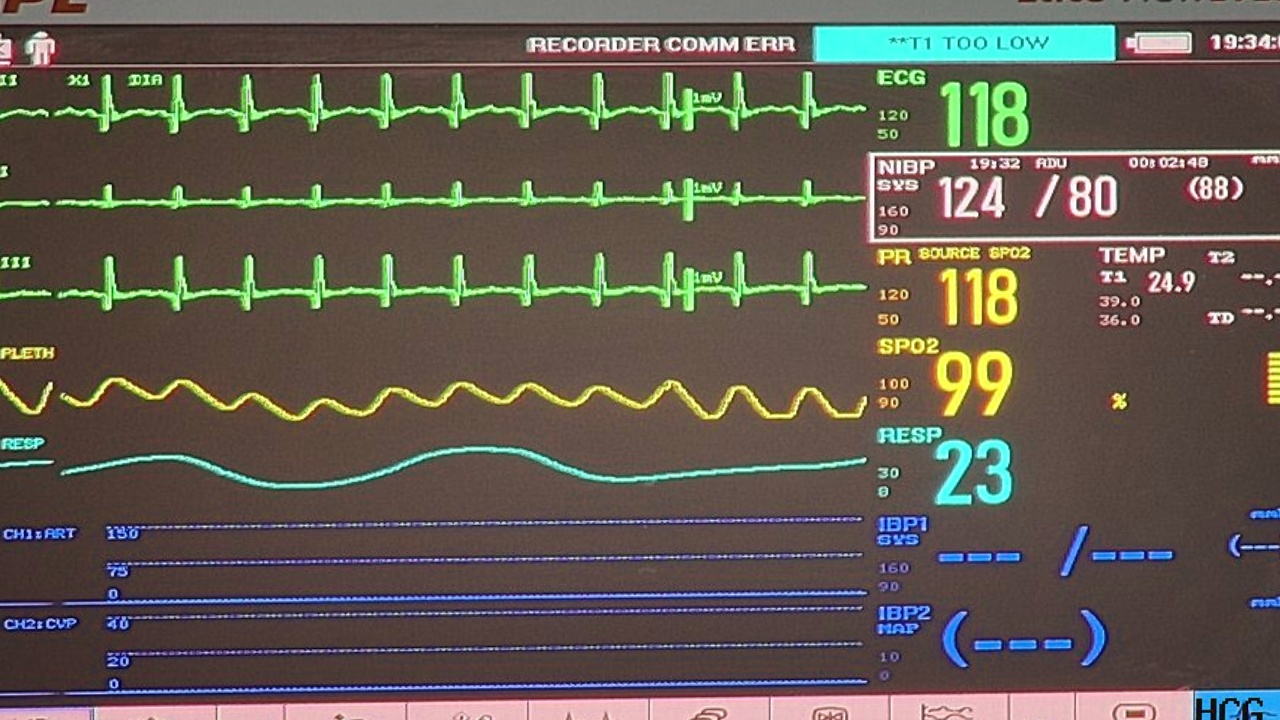 RECORDER COMM ERR
**T1 TOO LOW
19:34:
II X1 DIA
1mV
ECG
118
120
50
I
1mV
NIBP 19:32 ADU 00:02:48
SYS
124 /80 (88)
160
90
III
1mV
PR SOURCE SPO2
118
120
50
TEMP T2
T1 24.9 --.
39.0
36.0 TD --.
PLETH
SPO2
99
100
90
%
RESP
RESP
23
30
8
CH1:ART
150
75
0
IBP1
SYS
--- /--- (--
160
90
CH2:CVP
40
20
0
IBP2
MAP
(---)
10
0
HCG